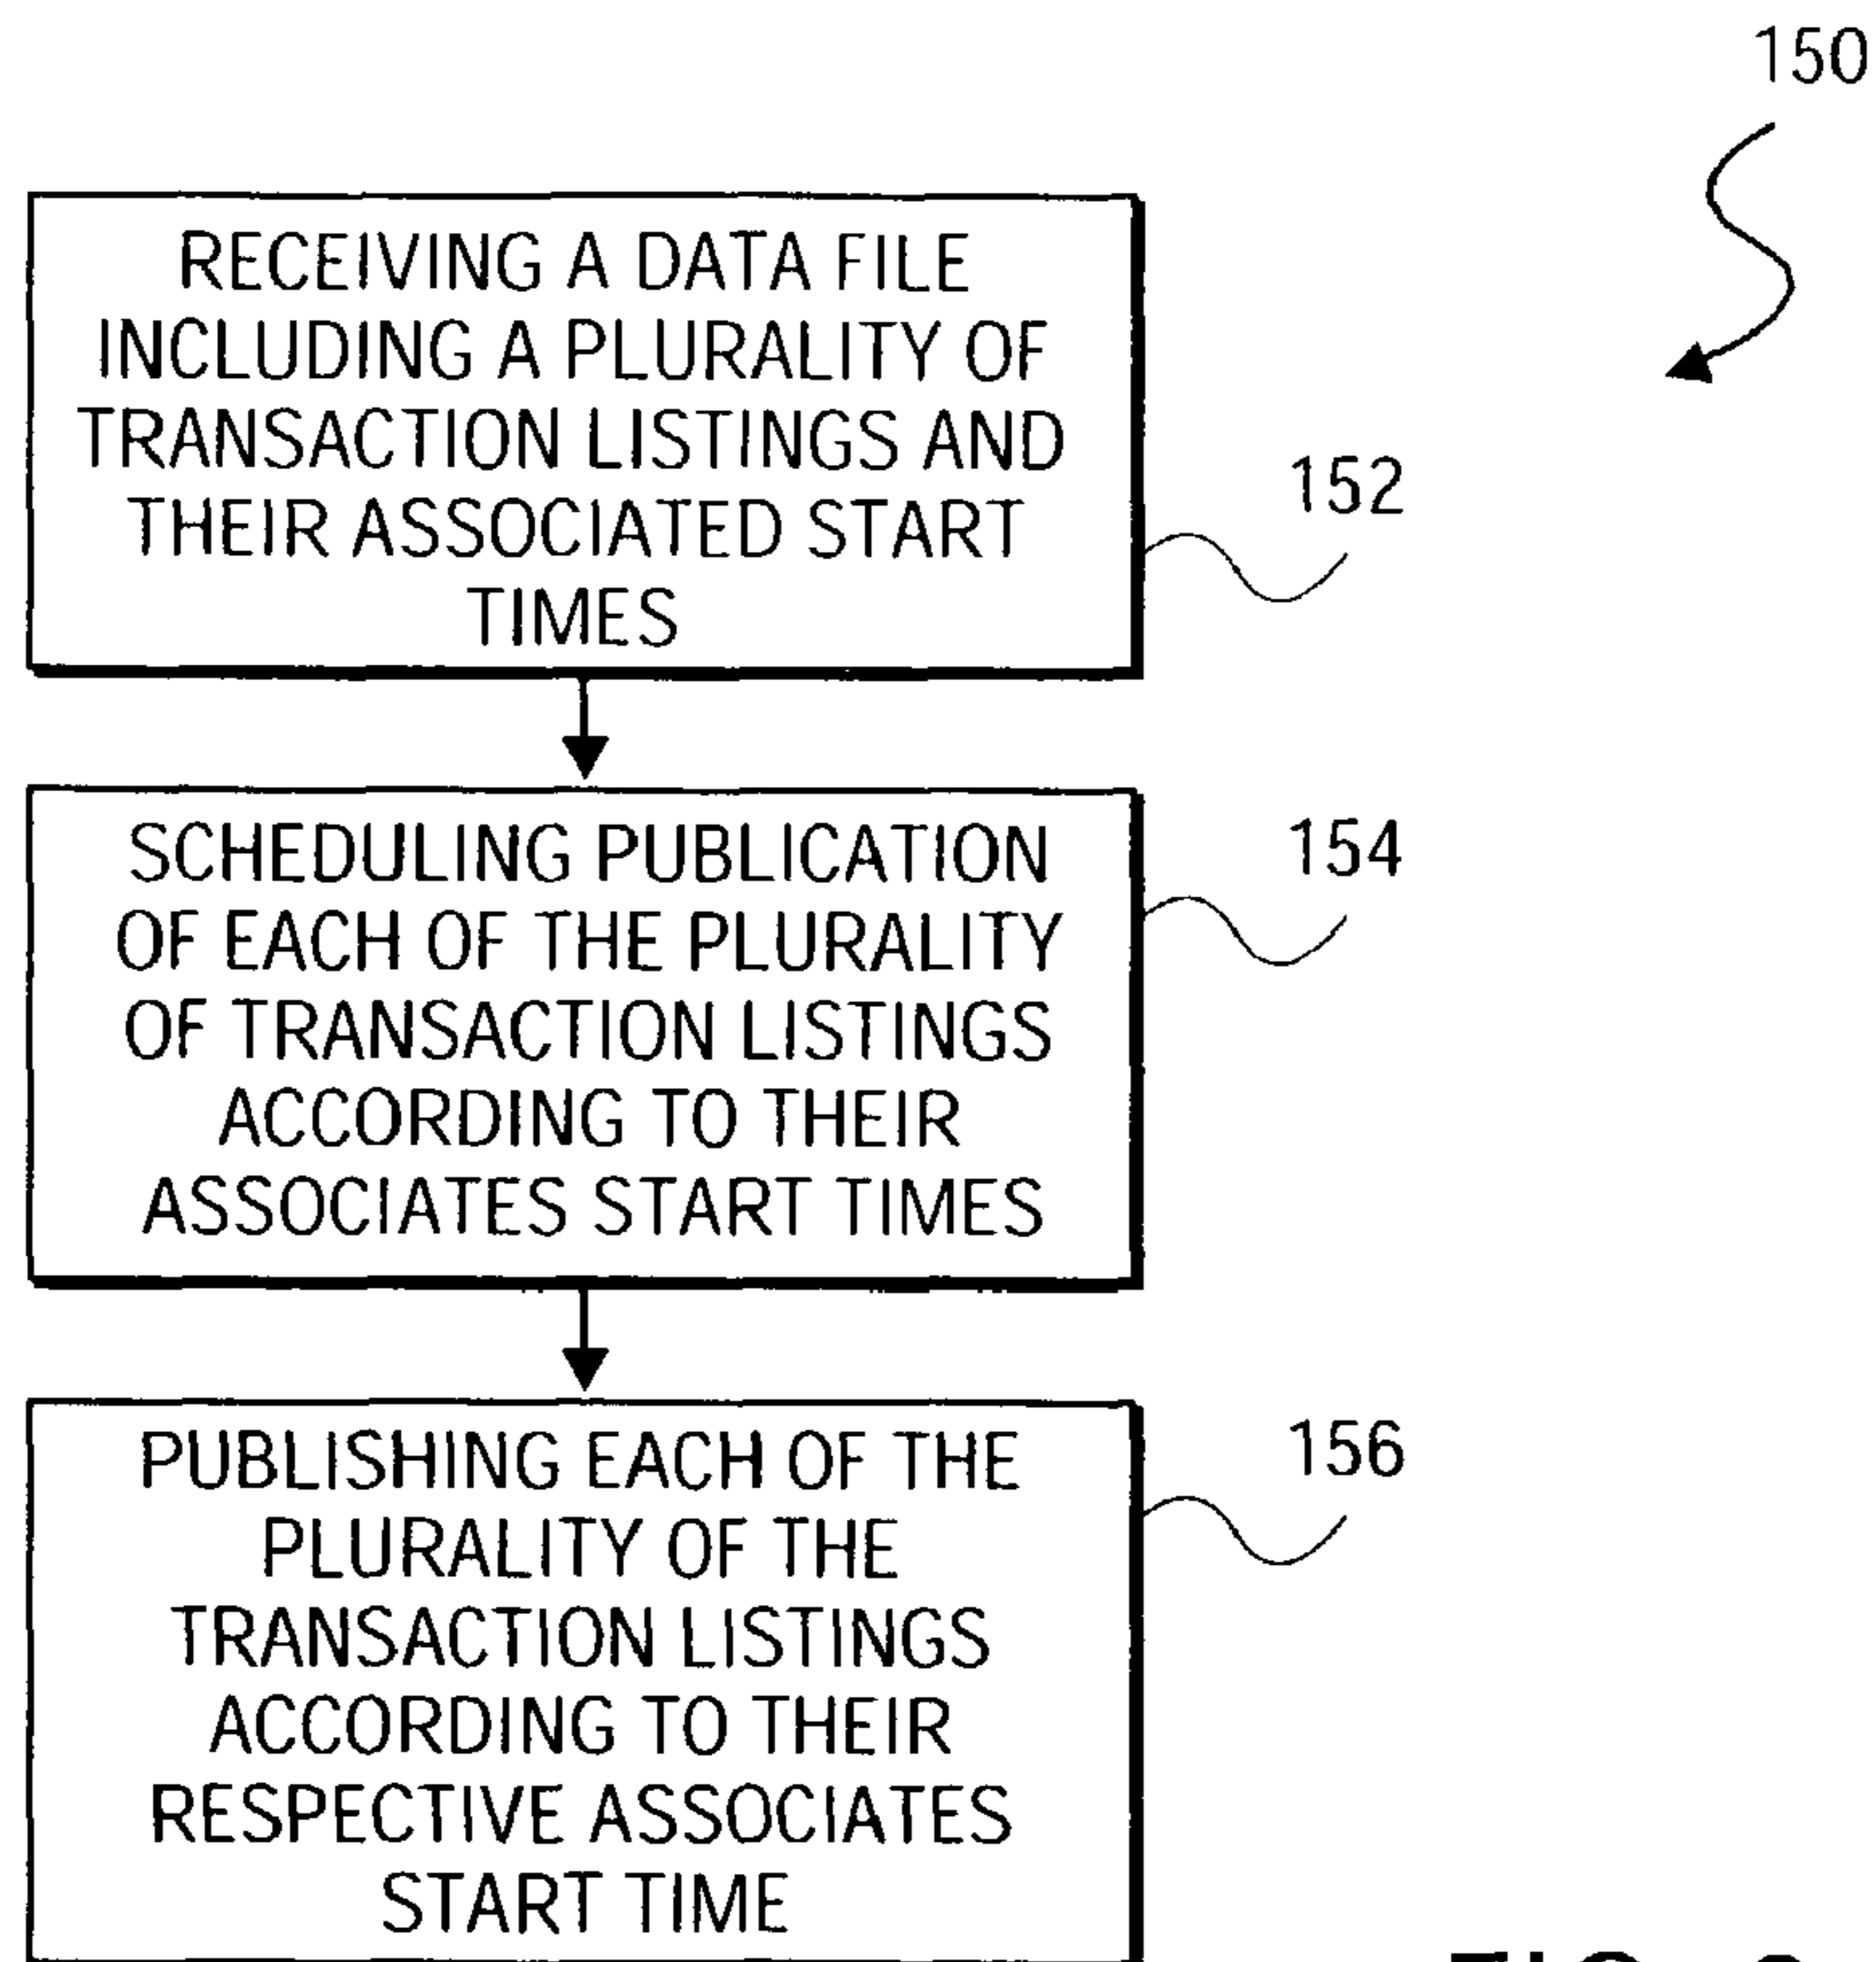 150
RECEIVING A DATA FILE
INCLUDING A PLURALITY OF
TRANSACTION LISTINGS AND
THEIR ASSOCIATED START
TIMES
152
SCHEDULING PUBLICATION
OF EACH OF THE PLURALITY
OF TRANSACTION LISTINGS
ACCORDING TO THEIR
ASSOCIATES START TIMES
154
PUBLISHING EACH OF THE
PLURALITY OF THE
TRANSACTION LISTINGS
ACCORDING TO THEIR
RESPECTIVE ASSOCIATES
START TIME
156